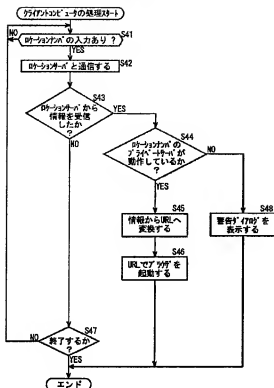 クライアントコンピュータの処理スタート
S41
NO
ロケーションナンバの入力あり ?
YES
S42
ロケーションサーバと通信する
S43
ロケーションサーバから
情報を受信
したか
?
YES
NO
S44
ロケーションナンバの
プライベートサーバが
動作しているか
?
NO
YES
S45
情報からURLへ
変換する
S48
警告ダイアログを
表示する
S46
URLでブラウザを
起動する
S47
NO
終了するか
?
YES
エンド